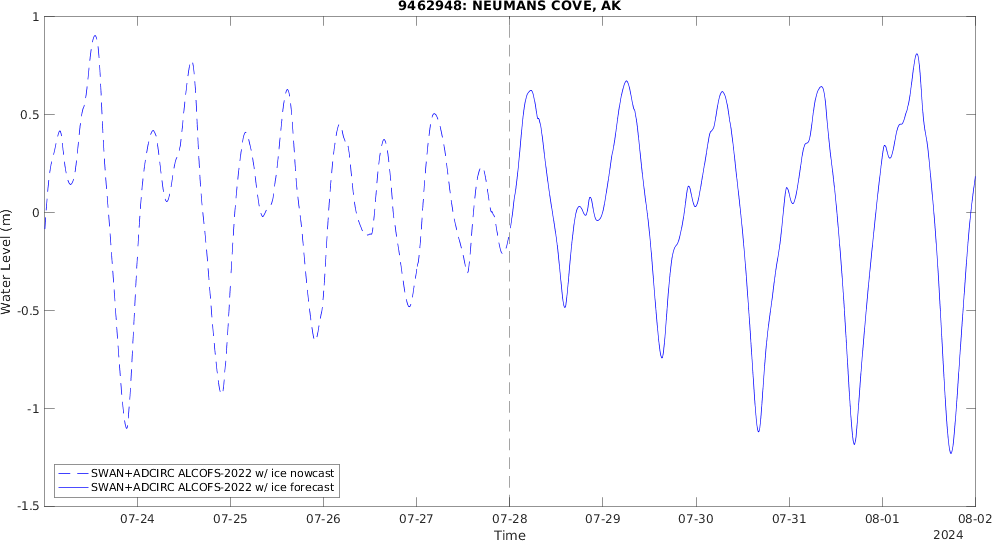 9462948: NEUMANS COVE, AK
1
0.5
0
-0.5
-1
-1.5
Water Level (m)
SWAN+ADCIRC ALCOFS-2022 w/ ice nowcast
SWAN+ADCIRC ALCOFS-2022 w/ ice forecast
07-24 07-25 07-26 07-27 07-28 07-29 07-30 07-31 08-01 08-02
Time
2024